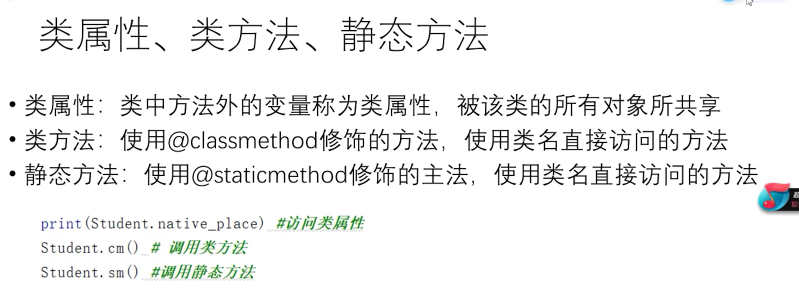 类属性、类方法、静态方法
• 类属性：类中方法外的变量称为类属性，被该类的所有对象所共享
• 类方法：使用@classmethod修饰的方法，使用类名直接访问的方法
• 静态方法：使用@staticmethod修饰的主法，使用类名直接访问的方法
print(Student.native_place) #访问类属性
Student.cm() # 调用类方法
Student.sm() #调用静态方法